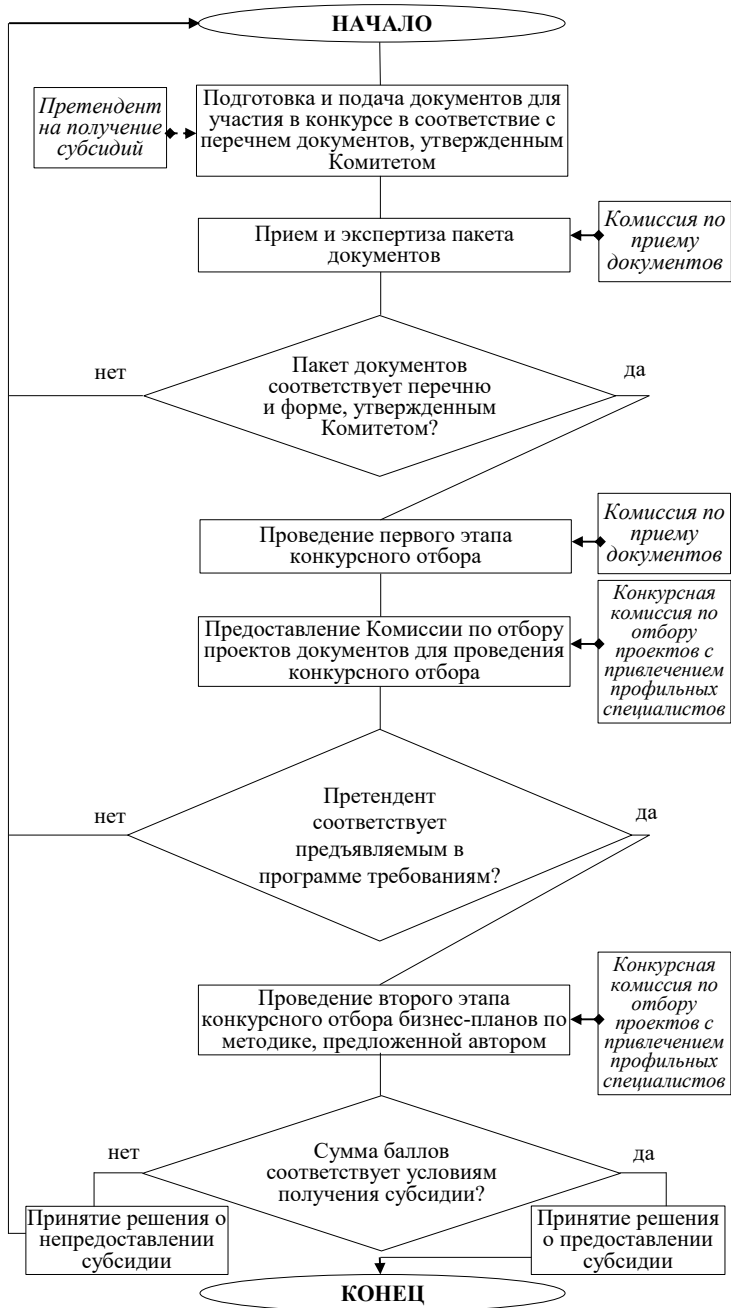 НАЧАЛО
Претендент
на получение
субсидий
Подготовка и подача документов для
участия в конкурсе в соответствие с
перечнем документов, утвержденным
Комитетом
Прием и экспертиза пакета
документов
Комиссия по
приему
документов
нет
Пакет документов
соответствует перечню
и форме, утвержденным
Комитетом?
да
Проведение первого этапа
конкурсного отбора
Комиссия по
приему
документов
Предоставление Комиссии по отбору
проектов документов для проведения
конкурсного отбора
Конкурсная
комиссия по
отбору
проектов с
привлечением
профильных
специалистов
нет
Претендент
соответствует
предъявляемым в
программе требованиям?
да
Проведение второго этапа
конкурсного отбора бизнес-планов по
методике, предложенной автором
Конкурсная
комиссия по
отбору
проектов с
привлечением
профильных
специалистов
нет
Сумма баллов
соответствует условиям
получения субсидии?
да
Принятие решения о
непредоставлении
субсидии
Принятие решения
о предоставлении
субсидии
КОНЕЦ